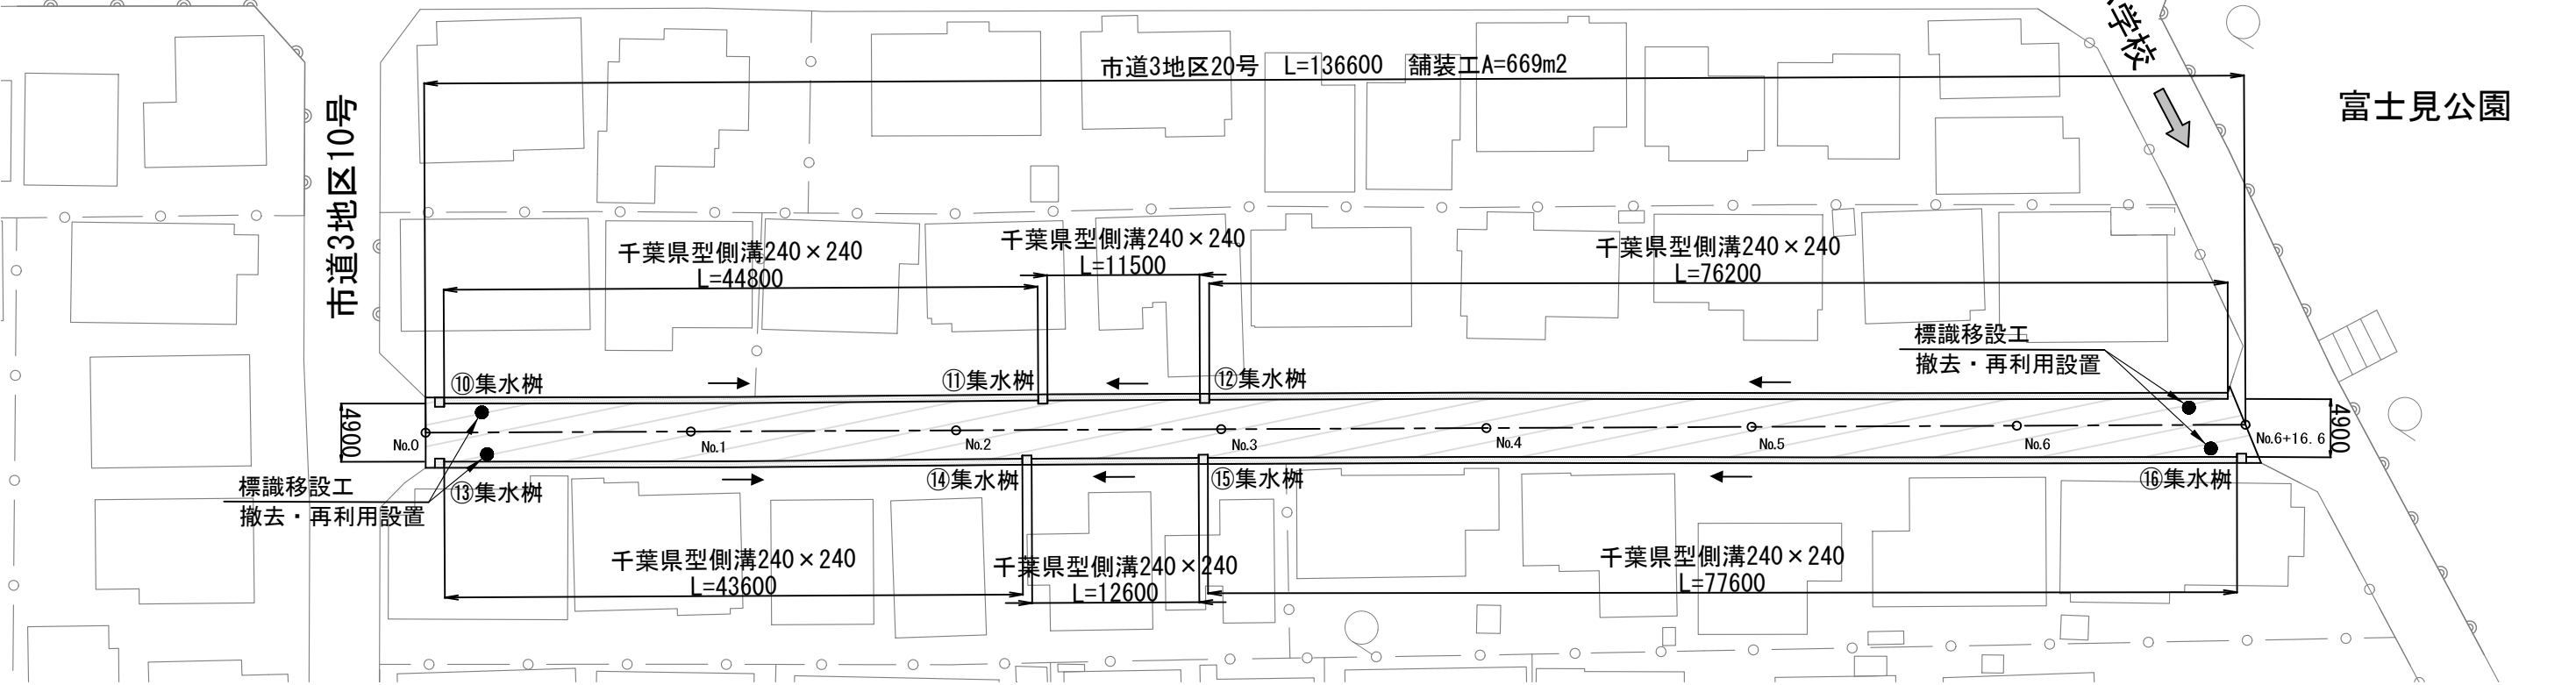 学校
富士見公園
市道3地区10号
市道3地区20号　L=136600　舗装工A=669m2
千葉県型側溝240×240
L=44800
千葉県型側溝240×240
L=11500
千葉県型側溝240×240
L=76200
標識移設工
撤去・再利用設置
⑩集水桝
⑪集水桝
⑫集水桝
4900
No.0
No.1
No.2
No.3
No.4
No.5
No.6
No.6+16.6
4900
標識移設工
撤去・再利用設置
⑬集水桝
⑭集水桝
⑮集水桝
⑯集水桝
千葉県型側溝240×240
L=43600
千葉県型側溝240×240
L=12600
千葉県型側溝240×240
L=77600